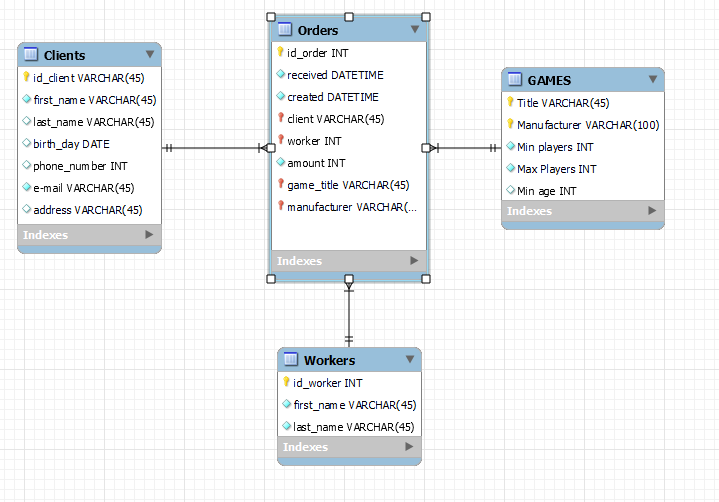 Clients
id_client VARCHAR(45)
first_name VARCHAR(45)
last_name VARCHAR(45)
birth_day DATE
phone_number INT
e-mail VARCHAR(45)
address VARCHAR(45)
Indexes
Orders
id_order INT
received DATETIME
created DATETIME
client VARCHAR(45)
worker INT
amount INT
game_title VARCHAR(45)
manufacturer VARCHAR(...
Indexes
GAMES
Title VARCHAR(45)
Manufacturer VARCHAR(100)
Min players INT
Max Players INT
Min age INT
Indexes
Workers
id_worker INT
first_name VARCHAR(45)
last_name VARCHAR(45)
Indexes